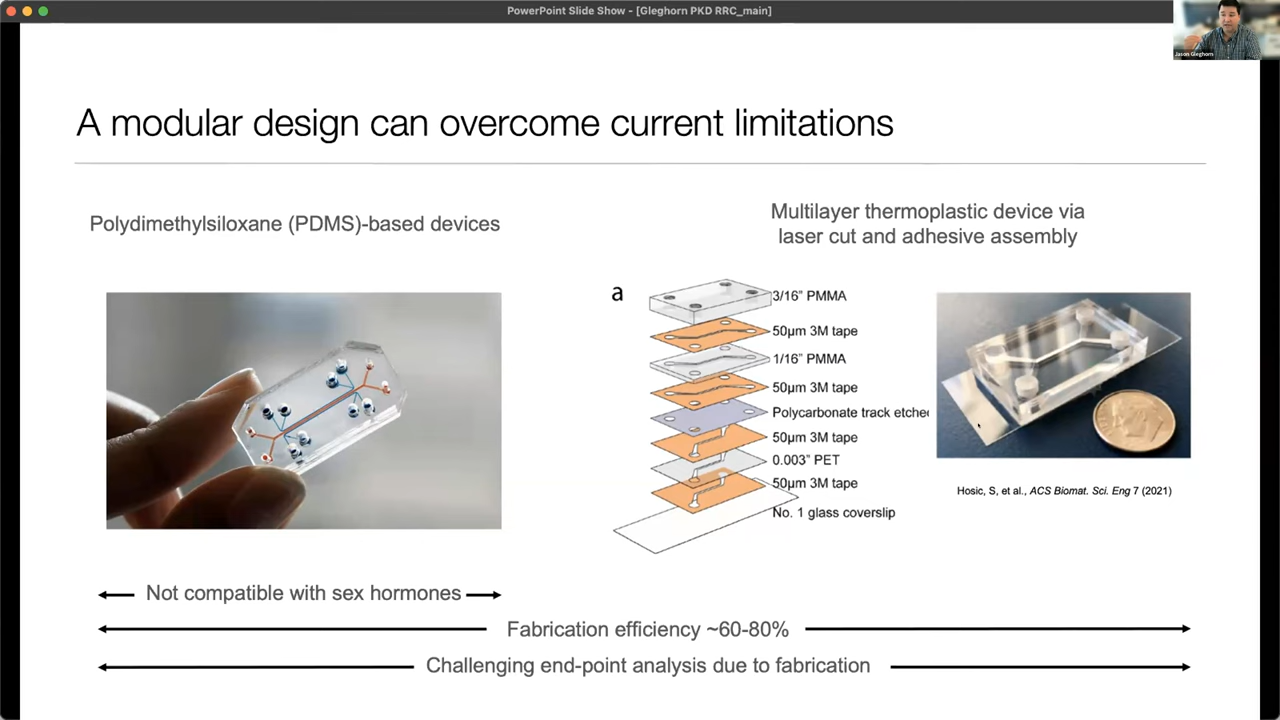 PowerPoint Slide Show - [Gleghorn PKD RRC_main]
Jason Gleghorn
A modular design can overcome current limitations
Polydimethylsiloxane (PDMS)-based devices
Multilayer thermoplastic device via
laser cut and adhesive assembly
a
3/16" PMMA
50µm 3M tape
1/16" PMMA
50µm 3M tape
Polycarbonate track etched
50µm 3M tape
0.003" PET
50µm 3M tape
No. 1 glass coverslip
Hosic, S, et al., ACS Biomat. Sci. Eng 7 (2021)
Not compatible with sex hormones
Fabrication efficiency ~60-80%
Challenging end-point analysis due to fabrication